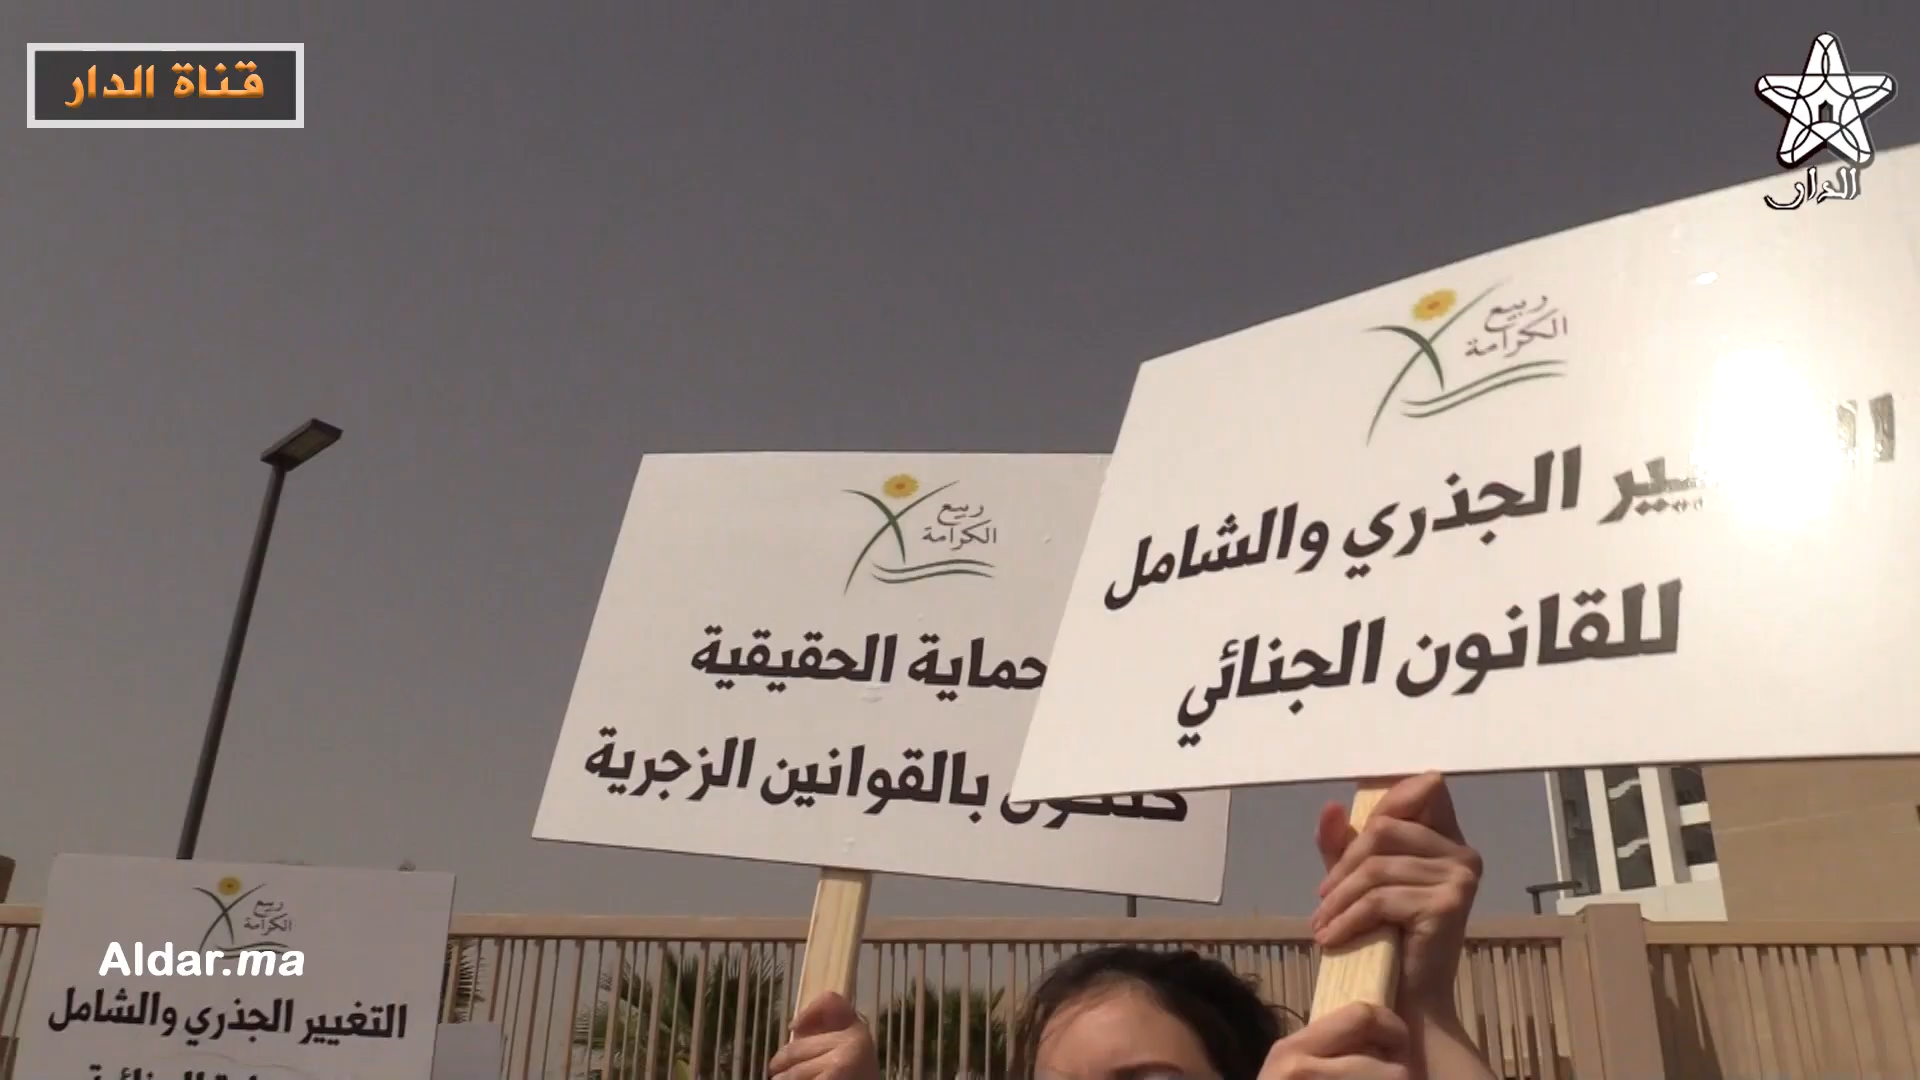 قناة الدار
الدار
ربيع
الكرامة
الجذري والشامل
للقانون الجنائي
ربيع
الكرامة
الحقيقية
بالقوانين الزجرية
ربيع
الكرامة
Aldar.ma
التغيير الجذري والشامل